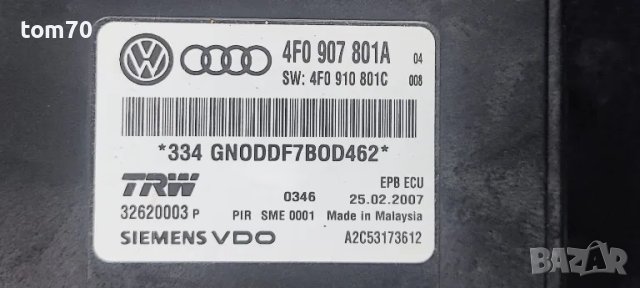 tom70
4F0 907 801A 04
SW: 4F0 910 801C 008
*334 GNODDF7BOD462*
TRW
EPB ECU
0346 25.02.2007
32620003 P PIR SME 0001 Made in Malaysia
SIEMENS VDO A2C53173612
BAZAR